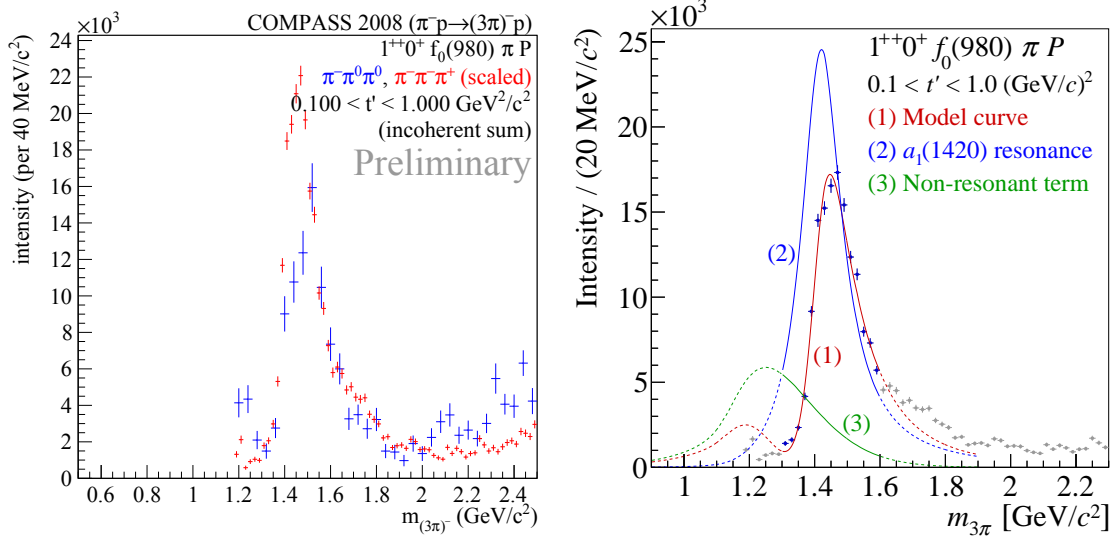 ×10³
COMPASS 2008 (π⁻p→(3π)⁻p)
1⁺⁺0⁺ f₀(980) π P
π⁻π⁰π⁰, π⁻π⁻π⁺ (scaled)
0.100 < t' < 1.000 GeV²/c²
(incoherent sum)
Preliminary
intensity (per 40 MeV/c²)
24
22
20
18
16
14
12
10
8
6
4
2
0
0.6 0.8 1 1.2 1.4 1.6 1.8 2 2.2 2.4
m₍₃π₎⁻ (GeV/c²)
×10³
1⁺⁺0⁺ f₀(980) π P
0.1 < t' < 1.0 (GeV/c)²
(1) Model curve
(2) a₁(1420) resonance
(3) Non-resonant term
Intensity / (20 MeV/c²)
25
20
15
10
5
0
(2)
(1)
(3)
1 1.2 1.4 1.6 1.8 2 2.2
m₃π [GeV/c²]